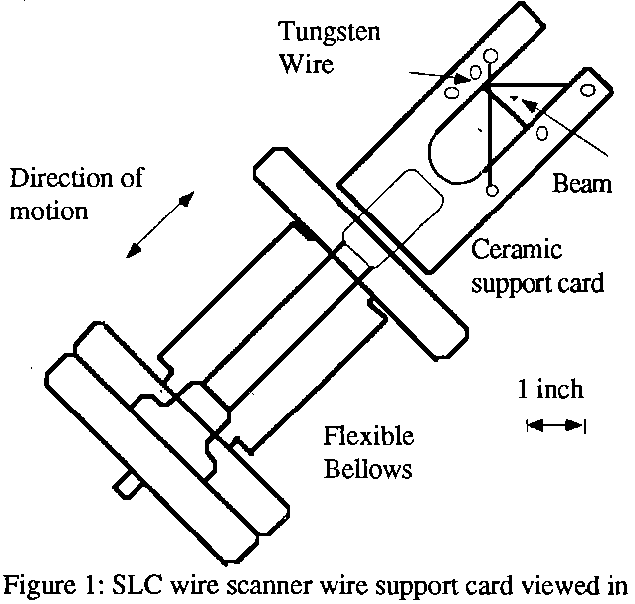 Tungsten
Wire
Direction of
motion
Beam
Ceramic
support card
1 inch
Flexible
Bellows
Figure 1: SLC wire scanner wire support card viewed in